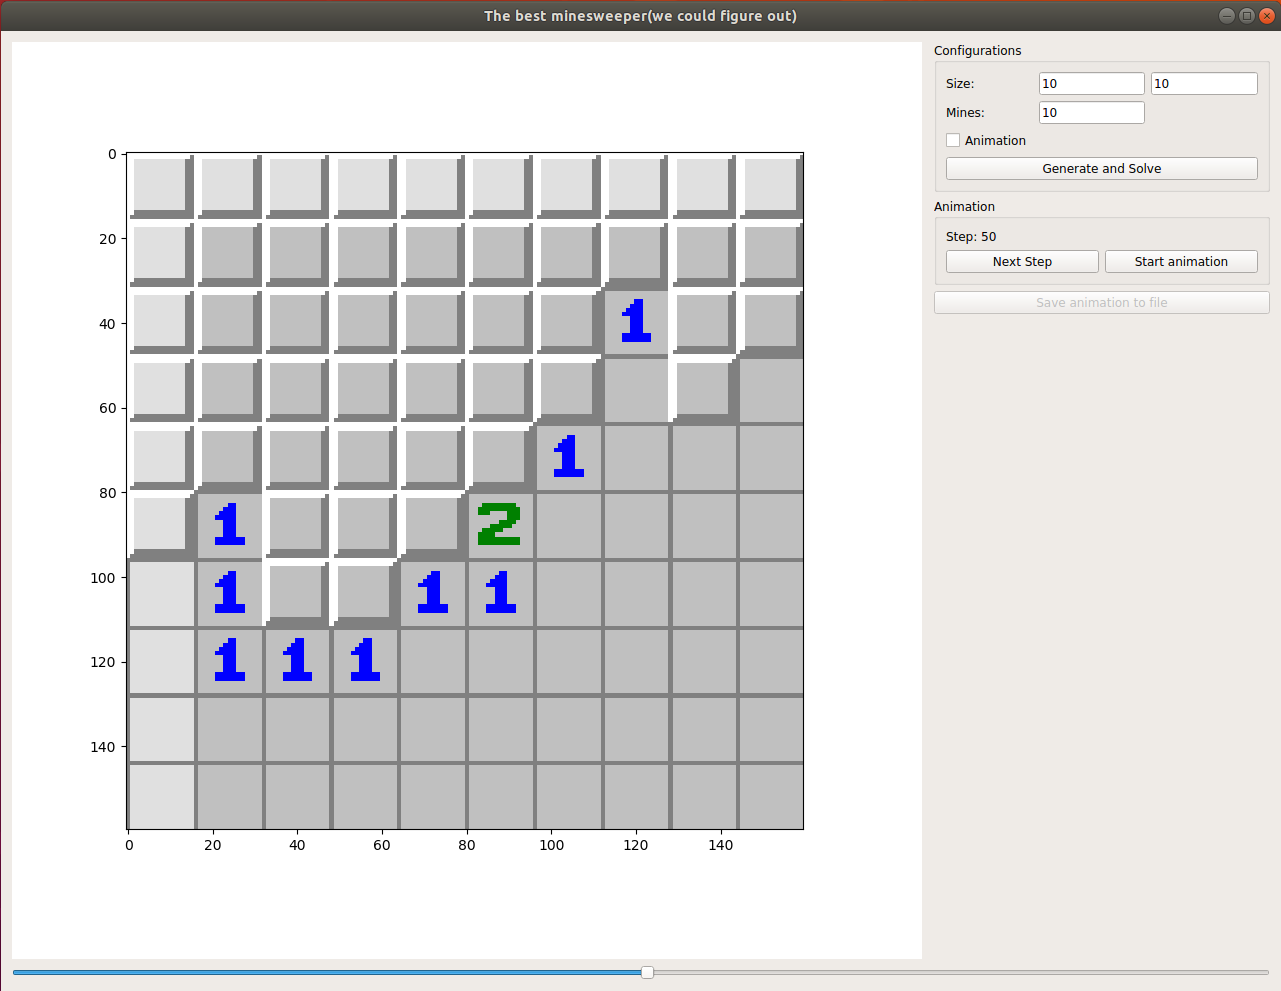 The best minesweeper(we could figure out)
Configurations
Size: 10 10
Mines: 10
Animation
Generate and Solve
Animation
Step: 50
Next Step Start animation
Save animation to file
0
20
40 1
60
1
80
1 2
100 1 1 1
120 1 1 1
140
0 20 40 60 80 100 120 140